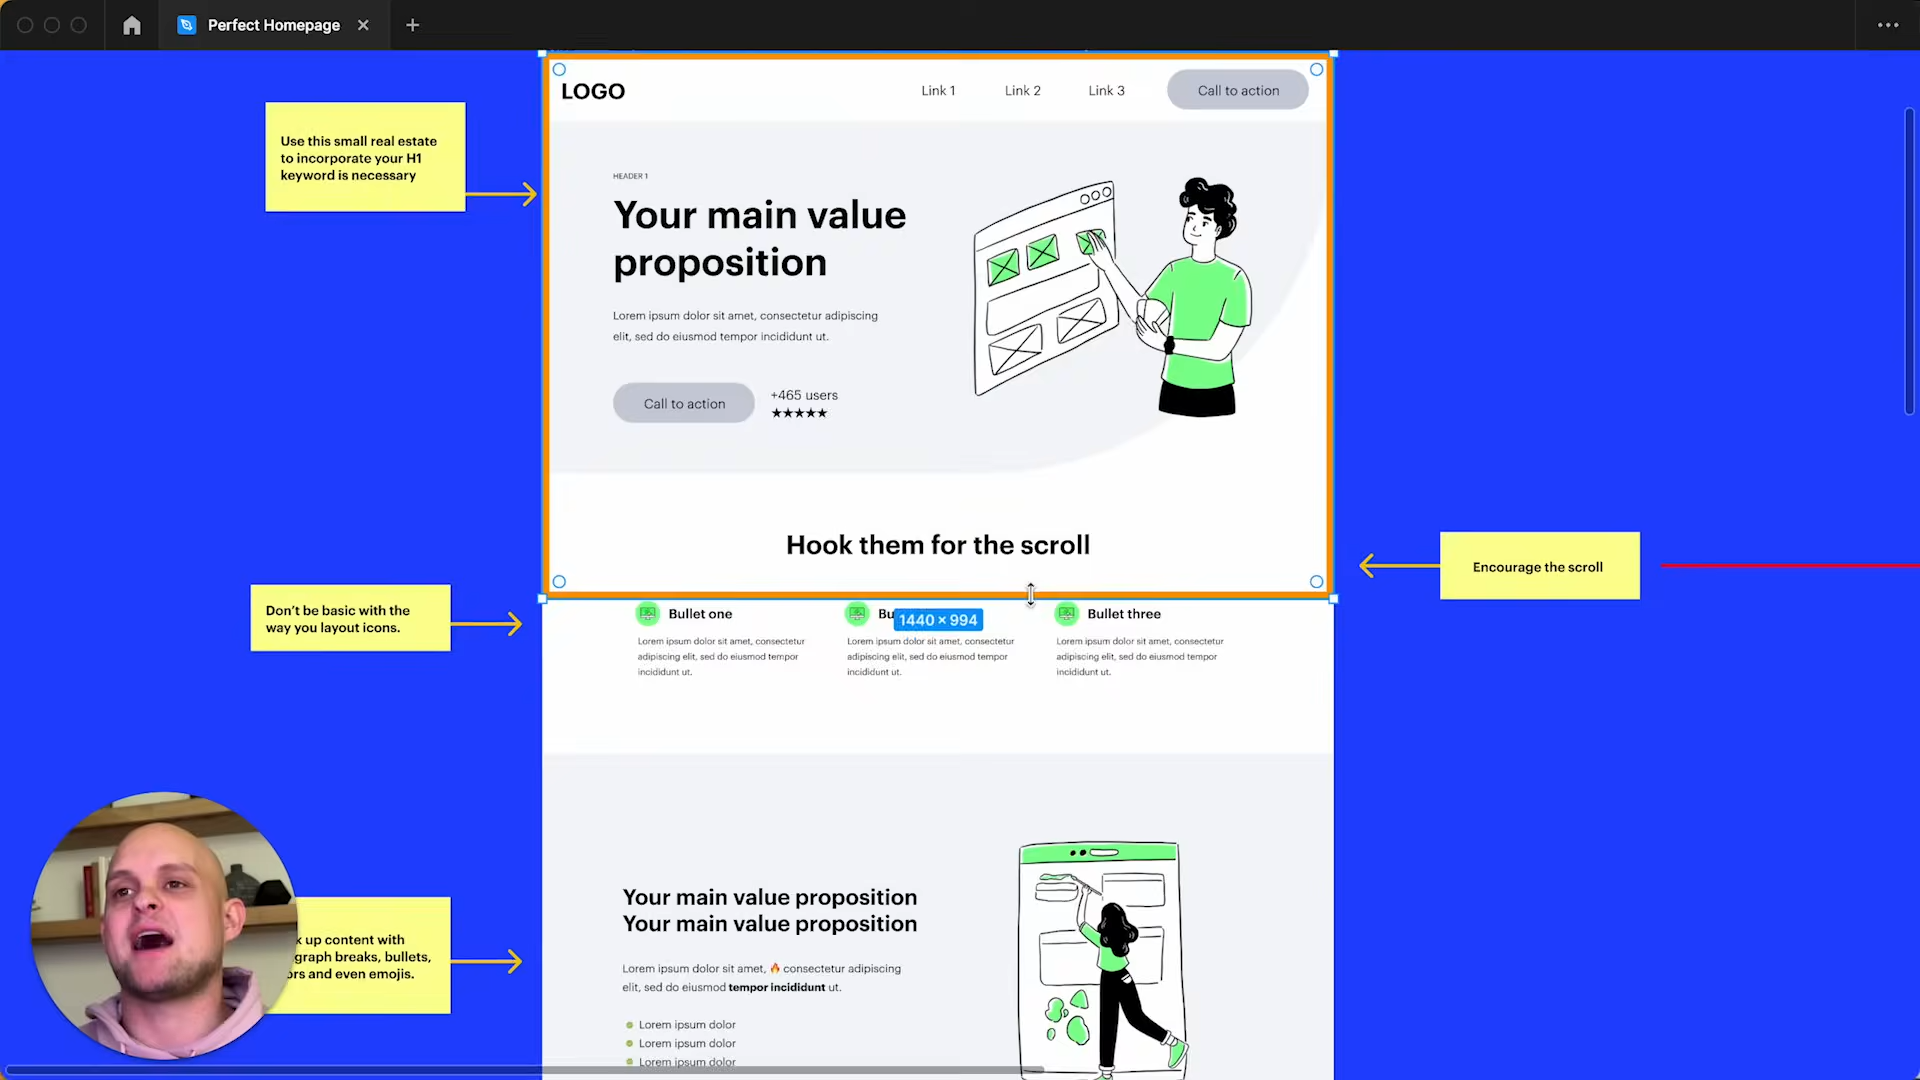 Perfect Homepage
LOGO
Link 1
Link 2
Link 3
Call to action
Use this small real estate
to incorporate your H1
keyword is necessary
HEADER 1
Your main value
proposition
Lorem ipsum dolor sit amet, consectetur adipiscing
elit, sed do eiusmod tempor incididunt ut.
Call to action
+465 users
★★★★★
Hook them for the scroll
Encourage the scroll
Don't be basic with the
way you layout icons.
Bullet one
Lorem ipsum dolor sit amet, consectetur
adipiscing elit, sed do eiusmod tempor
incididunt ut.
Bu
1440 × 994
Lorem ipsum dolor sit amet, consectetur
adipiscing elit, sed do eiusmod tempor
incididunt ut.
Bullet three
Lorem ipsum dolor sit amet, consectetur
adipiscing elit, sed do eiusmod tempor
incididunt ut.
k up content with
graph breaks, bullets,
ors and even emojis.
Your main value proposition
Your main value proposition
Lorem ipsum dolor sit amet, 🔥 consectetur adipiscing
elit, sed do eiusmod tempor incididunt ut.
Lorem ipsum dolor
Lorem ipsum dolor
Lorem ipsum dolor